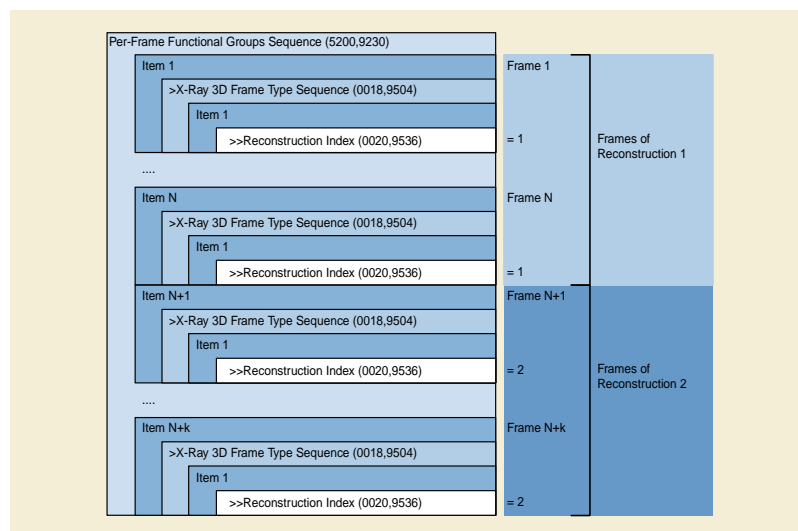 Per-Frame Functional Groups Sequence (5200,9230)
Item 1
Frame 1
>X-Ray 3D Frame Type Sequence (0018,9504)
Item 1
>>Reconstruction Index (0020,9536)
= 1
Frames of
Reconstruction 1
....
Item N
Frame N
>X-Ray 3D Frame Type Sequence (0018,9504)
Item 1
>>Reconstruction Index (0020,9536)
= 1
Item N+1
Frame N+1
>X-Ray 3D Frame Type Sequence (0018,9504)
Item 1
>>Reconstruction Index (0020,9536)
= 2
Frames of
Reconstruction 2
....
Item N+k
Frame N+k
>X-Ray 3D Frame Type Sequence (0018,9504)
Item 1
>>Reconstruction Index (0020,9536)
= 2